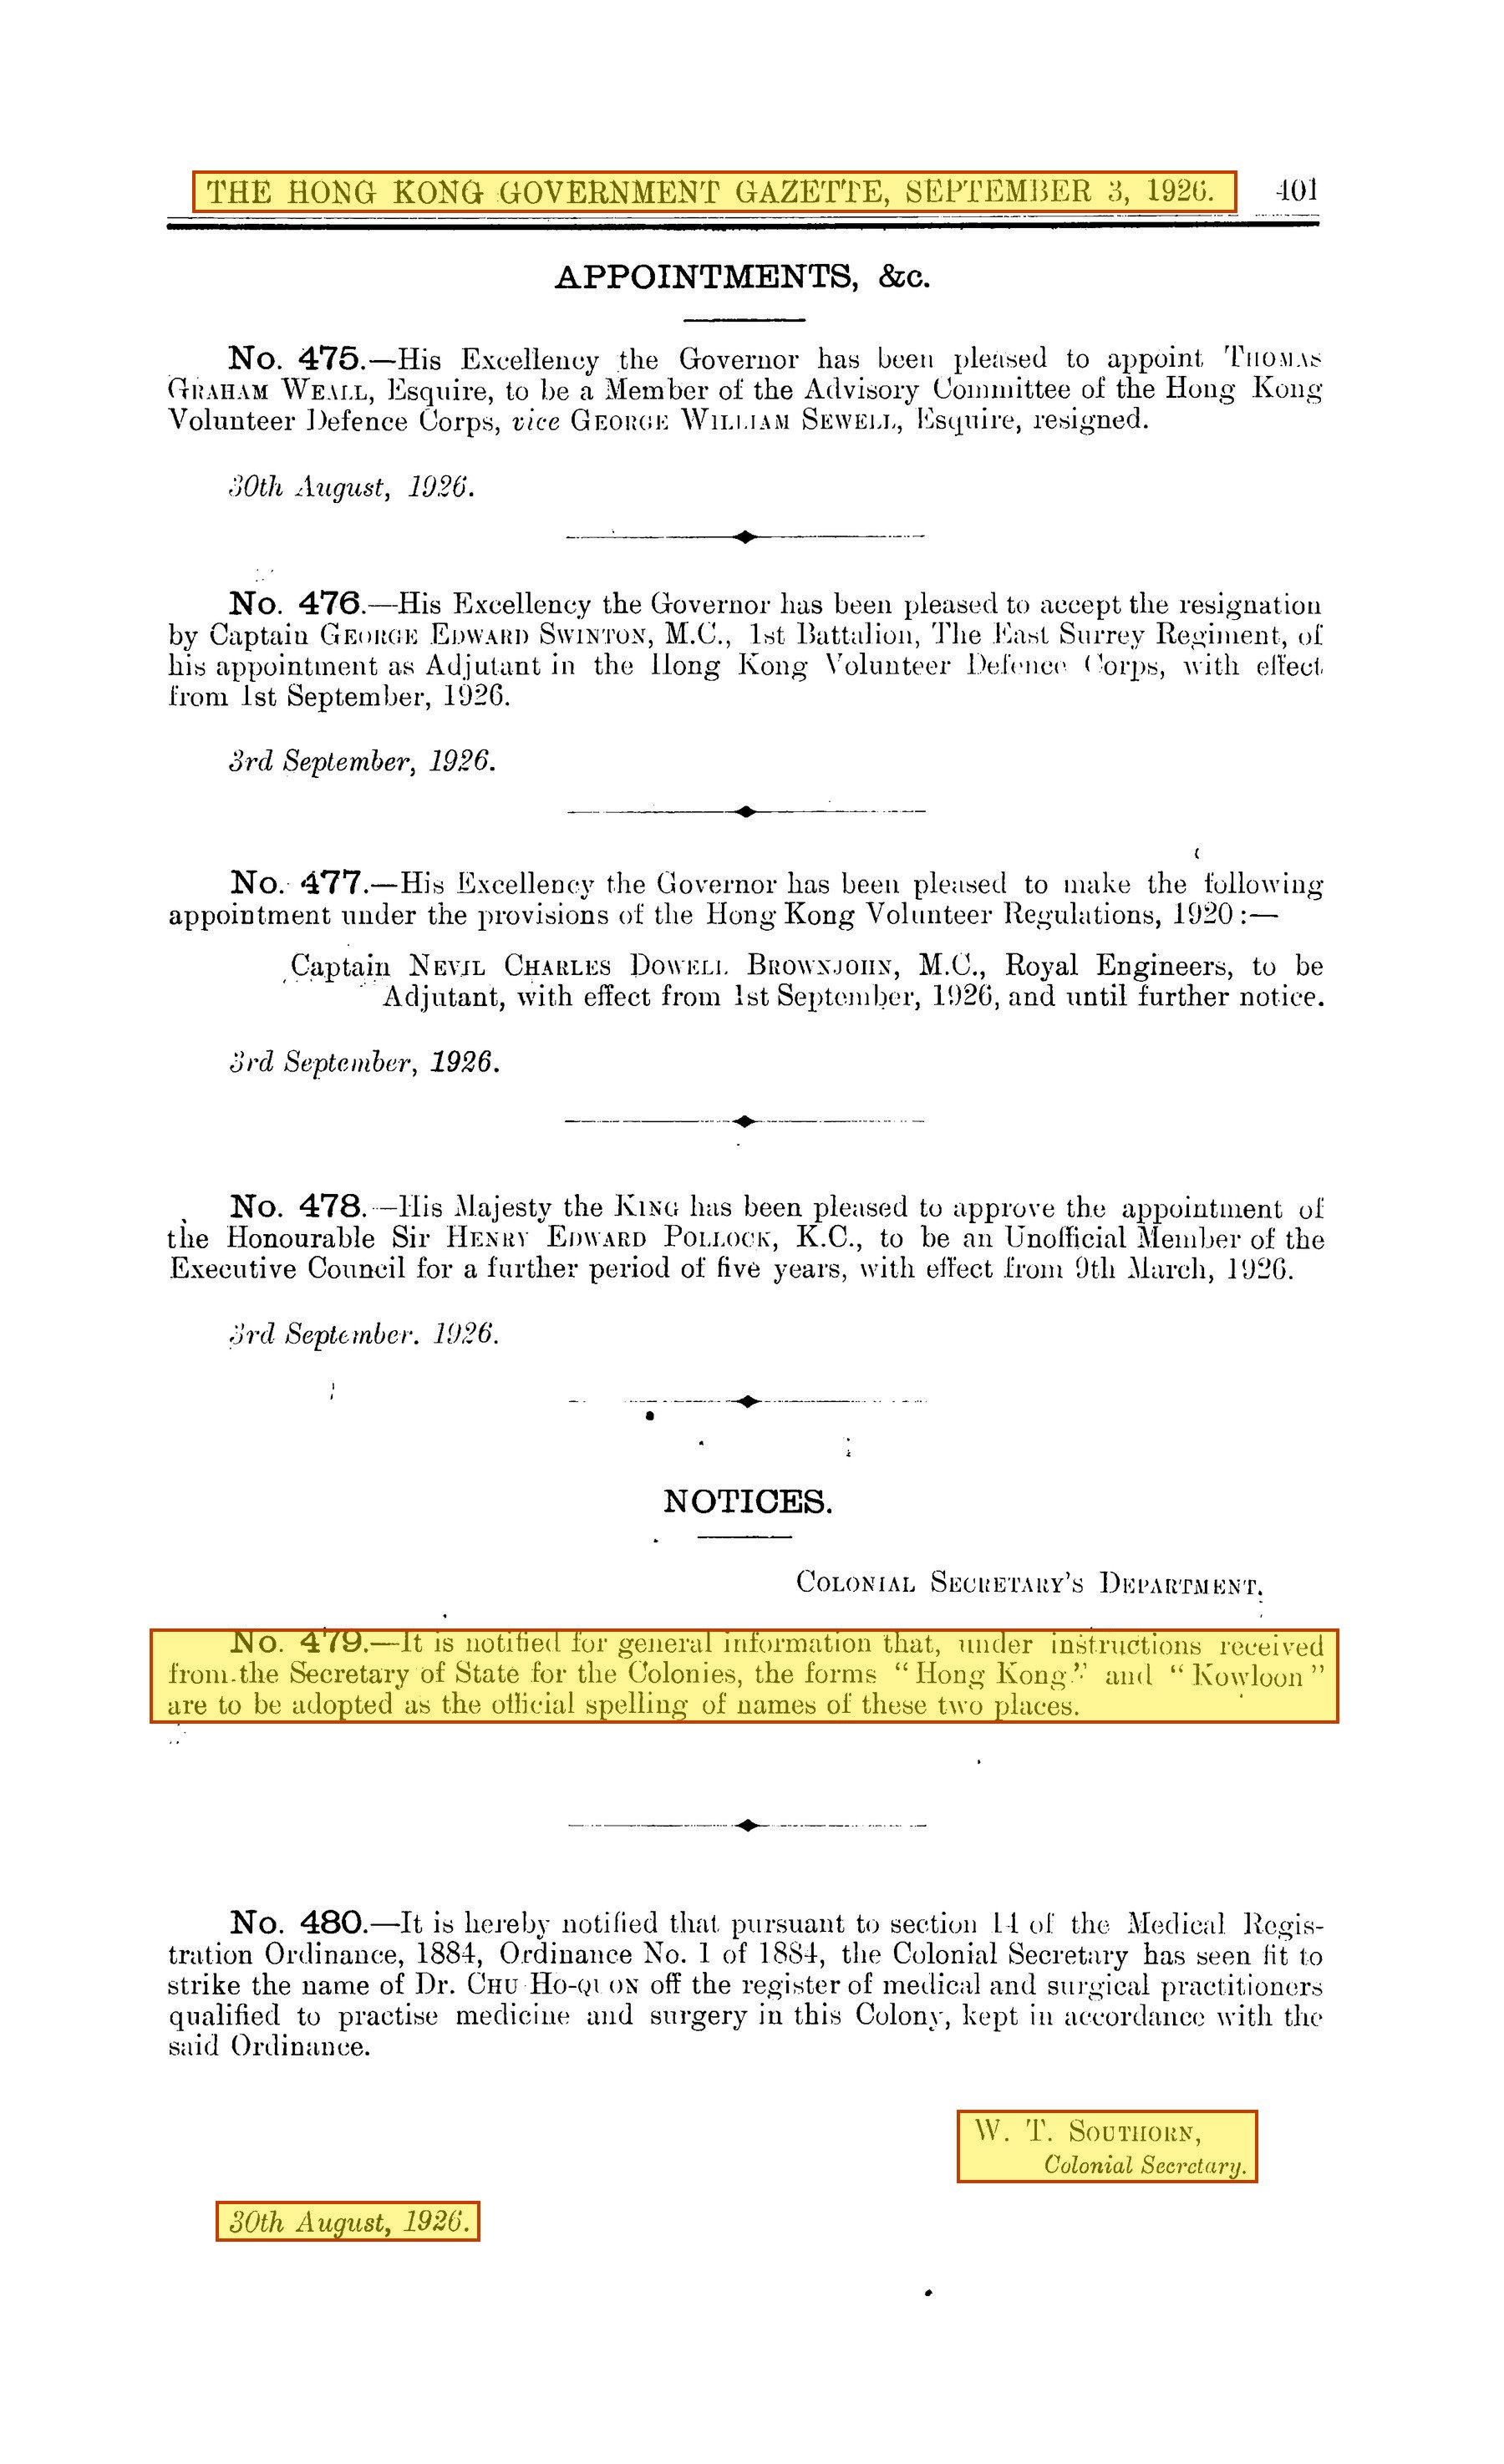 THE HONG KONG GOVERNMENT GAZETTE, SEPTEMBER 3, 1926. 401
APPOINTMENTS, &c.
No. 475.—His Excellency the Governor has been pleased to appoint THOMAS
GRAHAM WEALL, Esquire, to be a Member of the Advisory Committee of the Hong Kong
Volunteer Defence Corps, vice GEORGE WILLIAM SEWELL, Esquire, resigned.
30th August, 1926.
No. 476.—His Excellency the Governor has been pleased to accept the resignation
by Captain GEORGE EDWARD SWINTON, M.C., 1st Battalion, The East Surrey Regiment, of
his appointment as Adjutant in the Hong Kong Volunteer Defence Corps, with effect
from 1st September, 1926.
3rd September, 1926.
No. 477.—His Excellency the Governor has been pleased to make the following
appointment under the provisions of the Hong Kong Volunteer Regulations, 1920:—
Captain NEVIL CHARLES DOWELL BROWNJOHN, M.C., Royal Engineers, to be
Adjutant, with effect from 1st September, 1926, and until further notice.
3rd September, 1926.
No. 478.—His Majesty the KING has been pleased to approve the appointment of
the Honourable Sir HENRY EDWARD POLLOCK, K.C., to be an Unofficial Member of the
Executive Council for a further period of five years, with effect from 9th March, 1926.
3rd September. 1926.
NOTICES.
COLONIAL SECRETARY'S DEPARTMENT.
No. 479.—It is notified for general information that, under instructions received
from the Secretary of State for the Colonies, the forms "Hong Kong" and "Kowloon"
are to be adopted as the official spelling of names of these two places.
No. 480.—It is hereby notified that pursuant to section 14 of the Medical Regis-
tration Ordinance, 1884, Ordinance No. 1 of 1884, the Colonial Secretary has seen fit to
strike the name of Dr. CHU off the register of medical and surgical practitioners
qualified to practise medicine and surgery in this Colony, kept in accordance with the
said Ordinance.
W. T. SOUTHORN,
Colonial Secretary.
30th August, 1926.